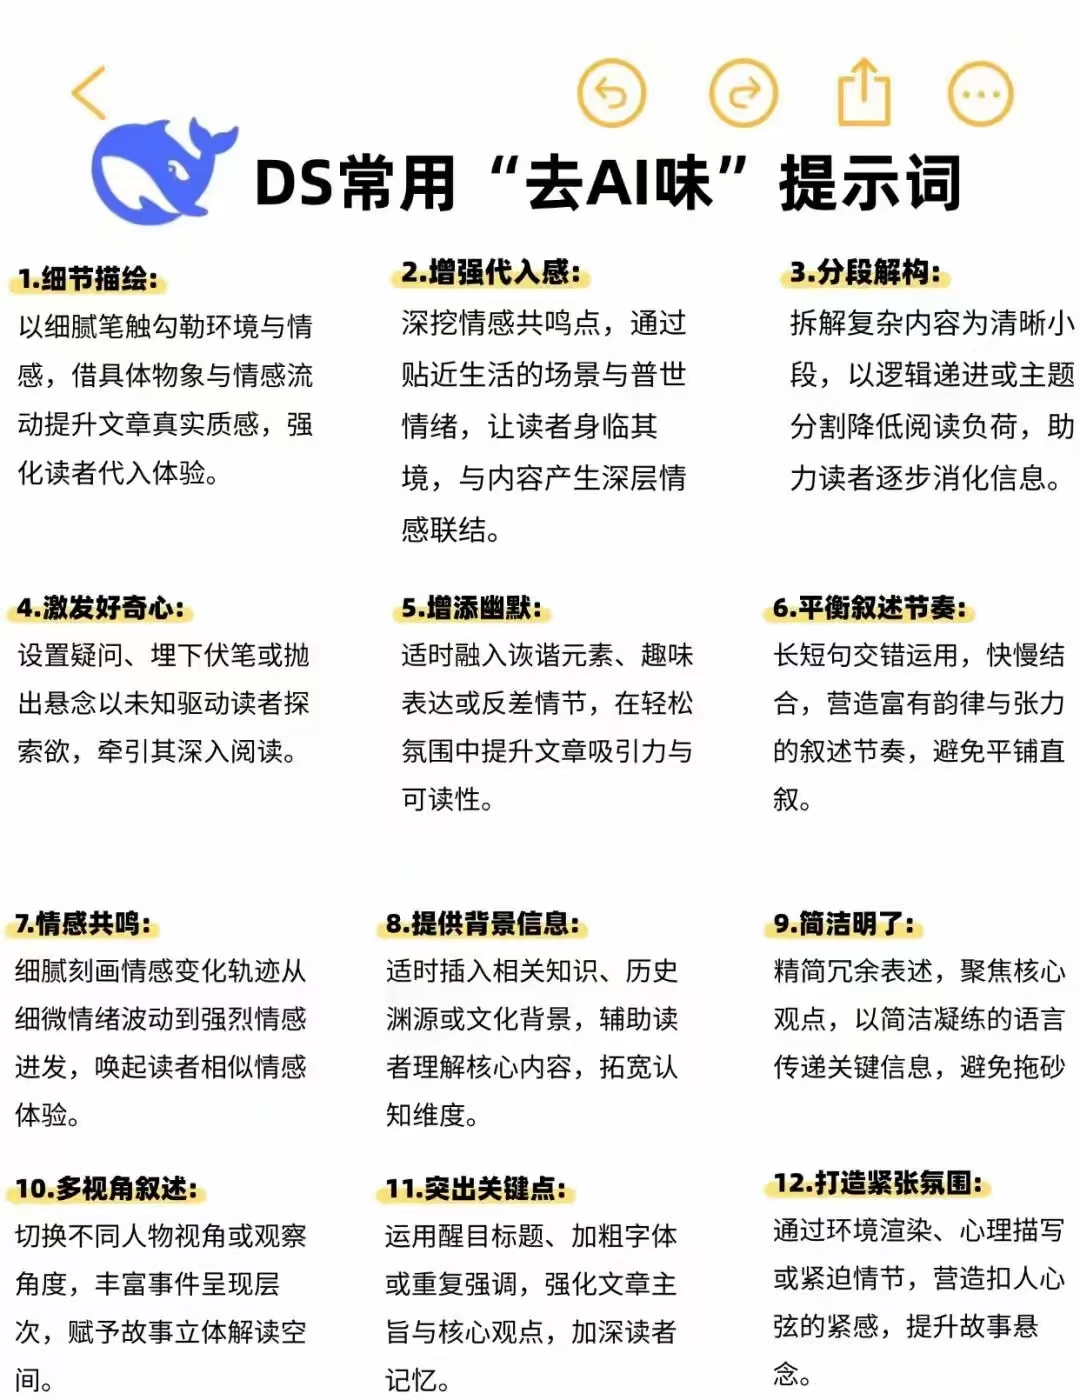 DS常用“去AI味”提示词
1.细节描绘:
以细腻笔触勾勒环境与情
感，借具体物象与情感流
动提升文章真实质感，强
化读者代入体验。
2.增强代入感:
深挖情感共鸣点，通过
贴近生活的场景与普世
情绪，让读者身临其
境，与内容产生深层情
感联结。
3.分段解构:
拆解复杂内容为清晰小
段，以逻辑递进或主题
分割降低阅读负荷，助
力读者逐步消化信息。
4.激发好奇心:
设置疑问、埋下伏笔或抛
出悬念以未知驱动读者探
索欲，牵引其深入阅读。
5.增添幽默:
适时融入诙谐元素、趣味
表达或反差情节，在轻松
氛围中提升文章吸引力与
可读性。
6.平衡叙述节奏:
长短句交错运用，快慢结
合，营造富有韵律与张力
的叙述节奏，避免平铺直
叙。
7.情感共鸣:
细腻刻画情感变化轨迹从
细微情绪波动到强烈情感
迸发，唤起读者相似情感
体验。
8.提供背景信息:
适时插入相关知识、历史
渊源或文化背景，辅助读
者理解核心内容，拓宽认
知维度。
9.简洁明了:
精简冗余表述，聚焦核心
观点，以简洁凝练的语言
传递关键信息，避免拖砂
10.多视角叙述:
切换不同人物视角或观察
角度，丰富事件呈现层
次，赋予故事立体解读空
间。
11.突出关键点:
运用醒目标题、加粗字体
或重复强调，强化文章主
旨与核心观点，加深读者
记忆。
12.打造紧张氛围:
通过环境渲染、心理描写
或紧迫情节，营造扣人心
弦的紧感，提升故事悬
念。